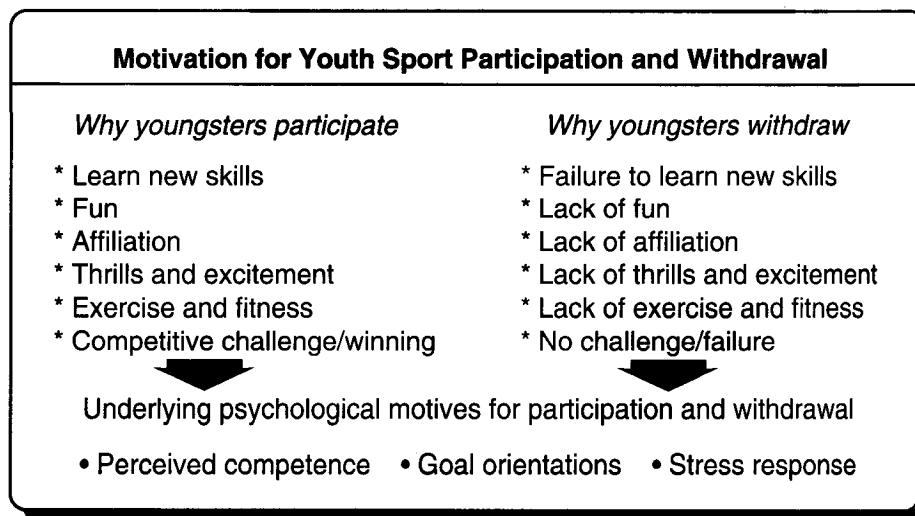 Motivation for Youth Sport Participation and Withdrawal
Why youngsters participate
* Learn new skills
* Fun
* Affiliation
* Thrills and excitement
* Exercise and fitness
* Competitive challenge/winning
Why youngsters withdraw
* Failure to learn new skills
* Lack of fun
* Lack of affiliation
* Lack of thrills and excitement
* Lack of exercise and fitness
* No challenge/failure
Underlying psychological motives for participation and withdrawal
• Perceived competence • Goal orientations • Stress response